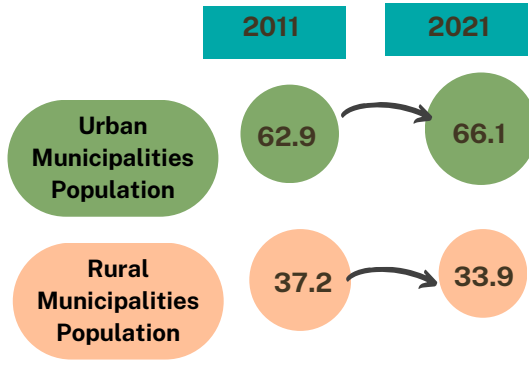 2011
2021
Urban
Municipalities
Population
62.9
66.1
Rural
Municipalities
Population
37.2
33.9